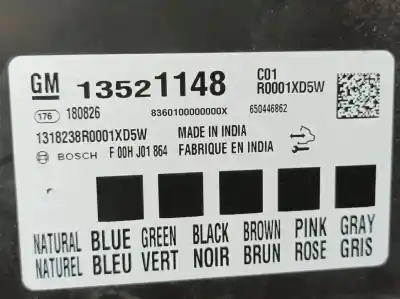 GM 13521148 C01
R0001XD5W
176 180826 8360100000000X 650446862
1318238R0001XD5W MADE IN INDIA
BOSCH F 00H J01 864 FABRIQUE EN INDIA
NATURAL BLUE GREEN BLACK BROWN PINK GRAY
NATUREL BLEU VERT NOIR BRUN ROSE GRIS